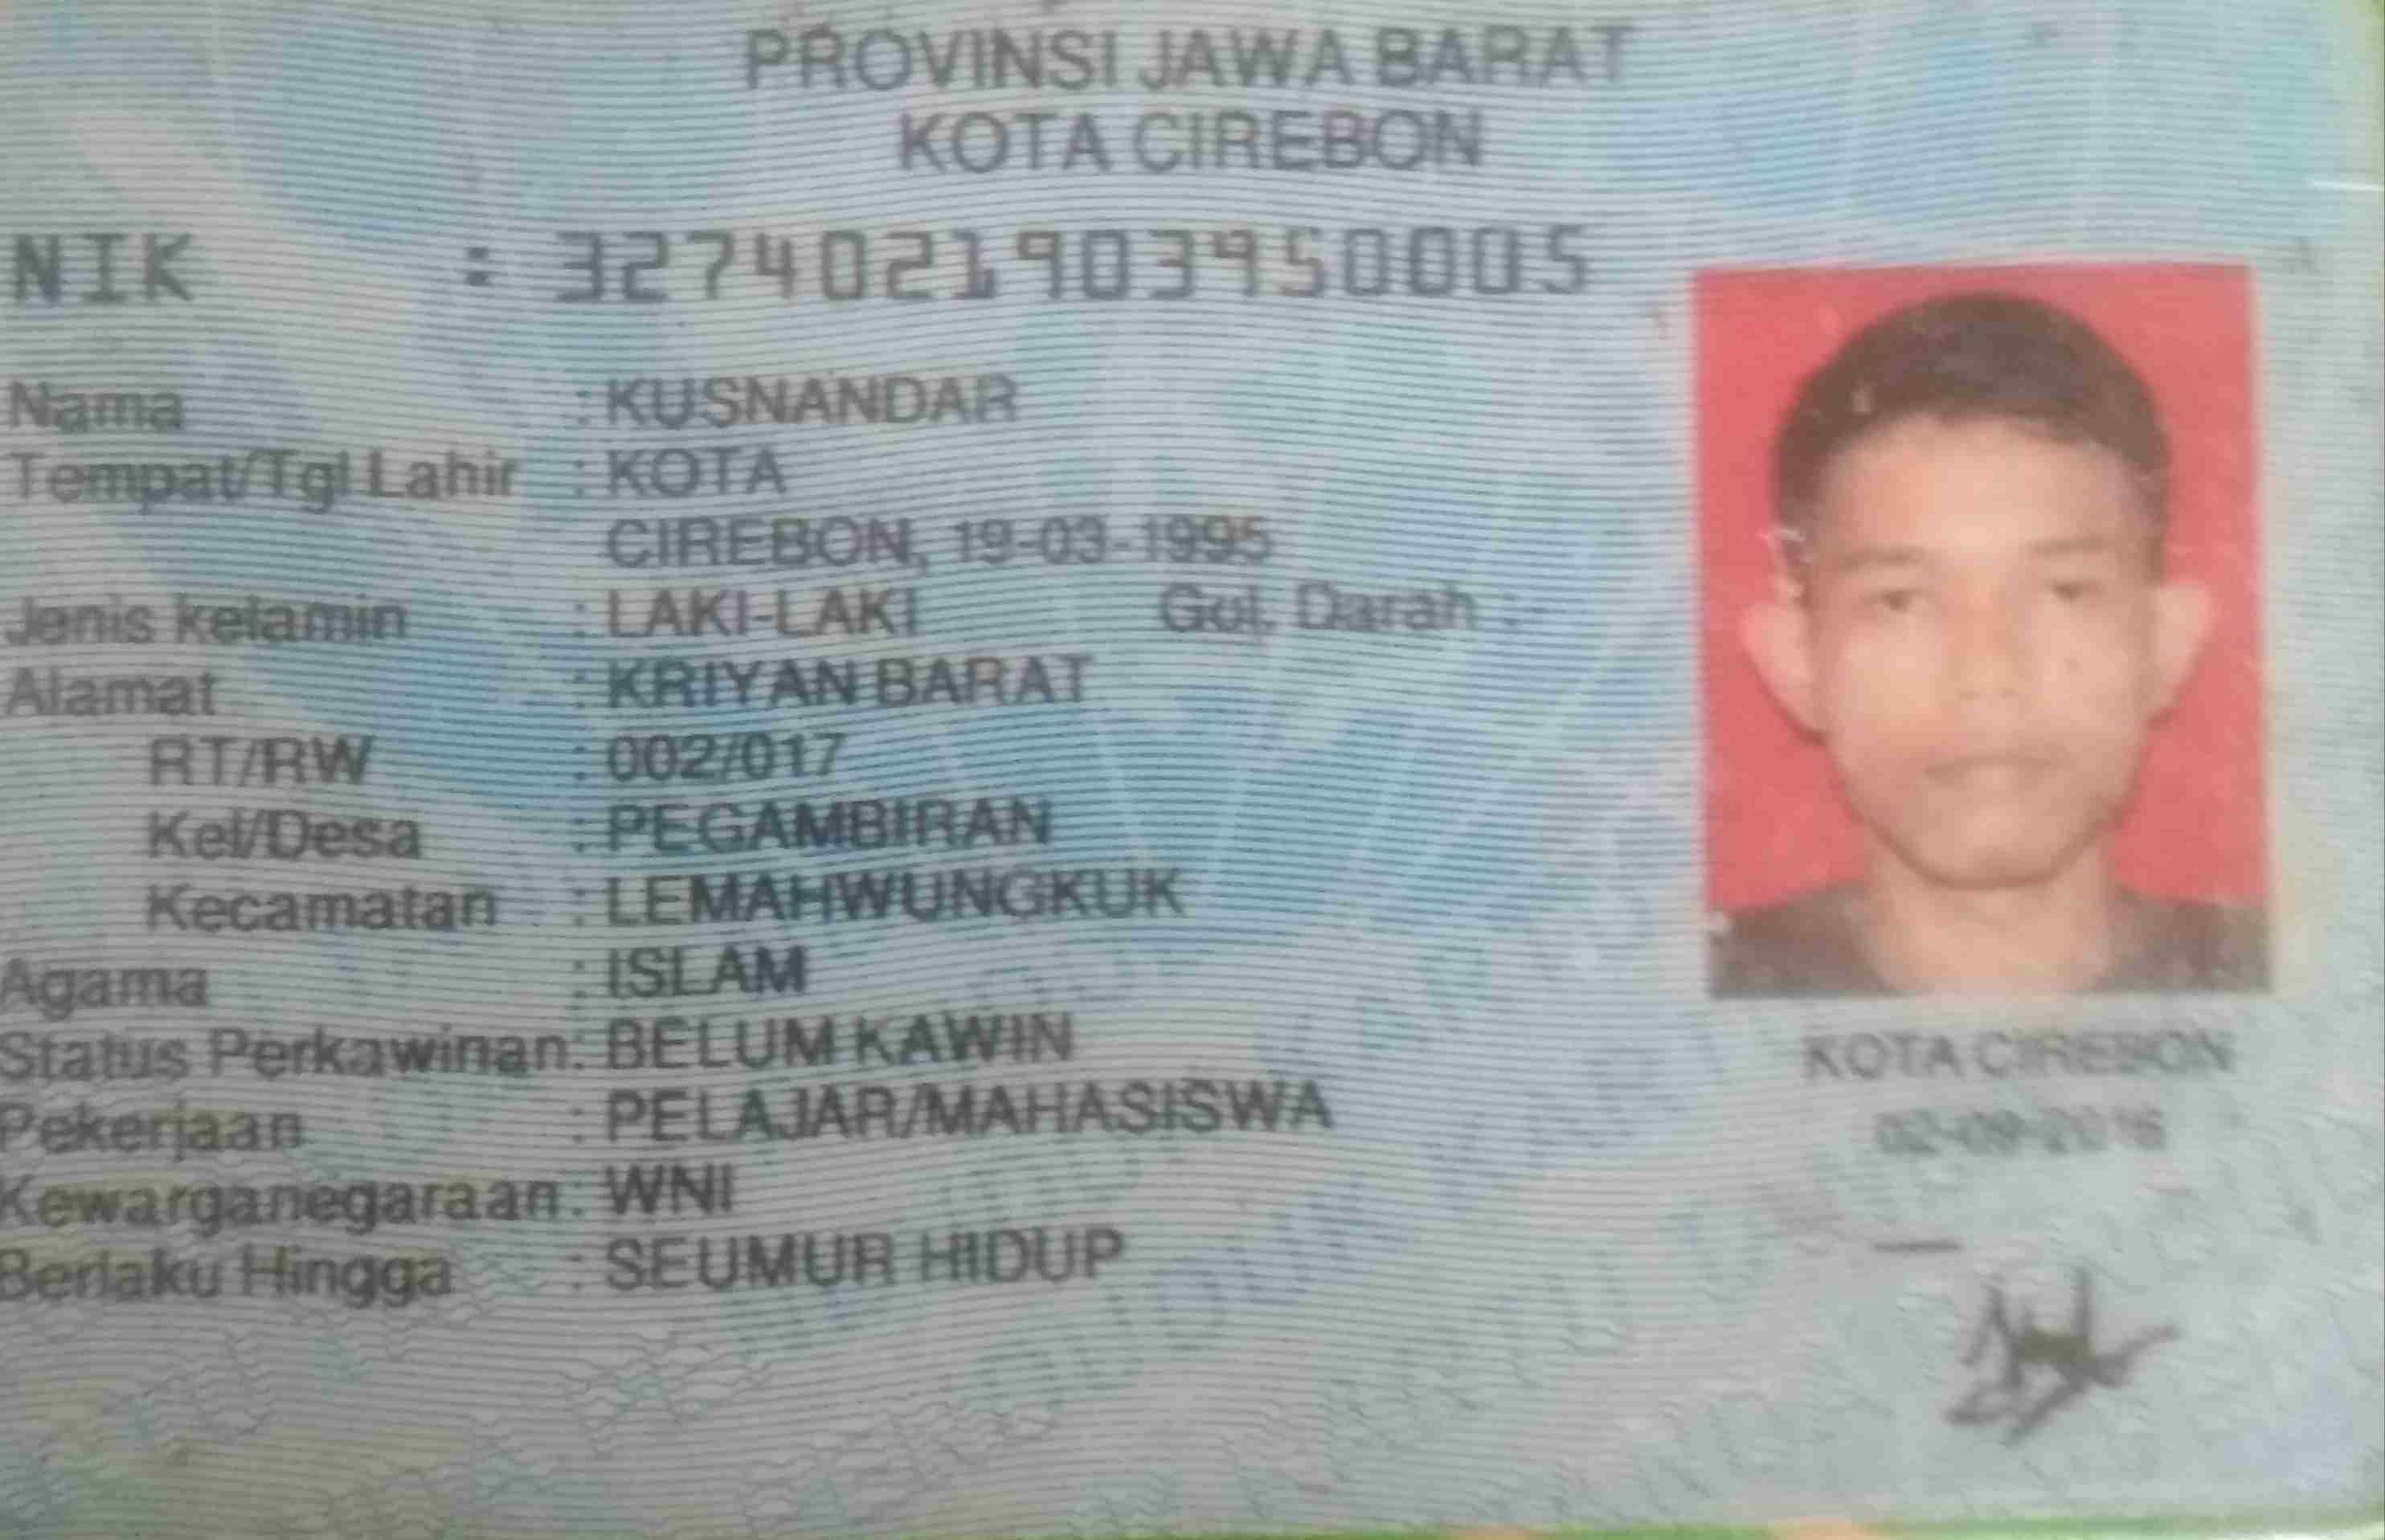 PROVINSI JAWA BARAT
KOTA CIREBON
NIK : 3274021903950005
Nama : KUSNANDAR
Tempat/Tgl Lahir : KOTA
CIREBON, 19-03-1995
Jenis kelamin : LAKI-LAKI Gol. Darah :
Alamat : KRIYAN BARAT
RT/RW : 002/017
Kel/Desa : PEGAMBIRAN
Kecamatan : LEMAHWUNGKUK
Agama : ISLAM
Status Perkawinan: BELUM KAWIN
Pekerjaan : PELAJAR/MAHASISWA
Kewarganegaraan: WNI
Berlaku Hingga : SEUMUR HIDUP
KOTA CIREBON
02-09-2016